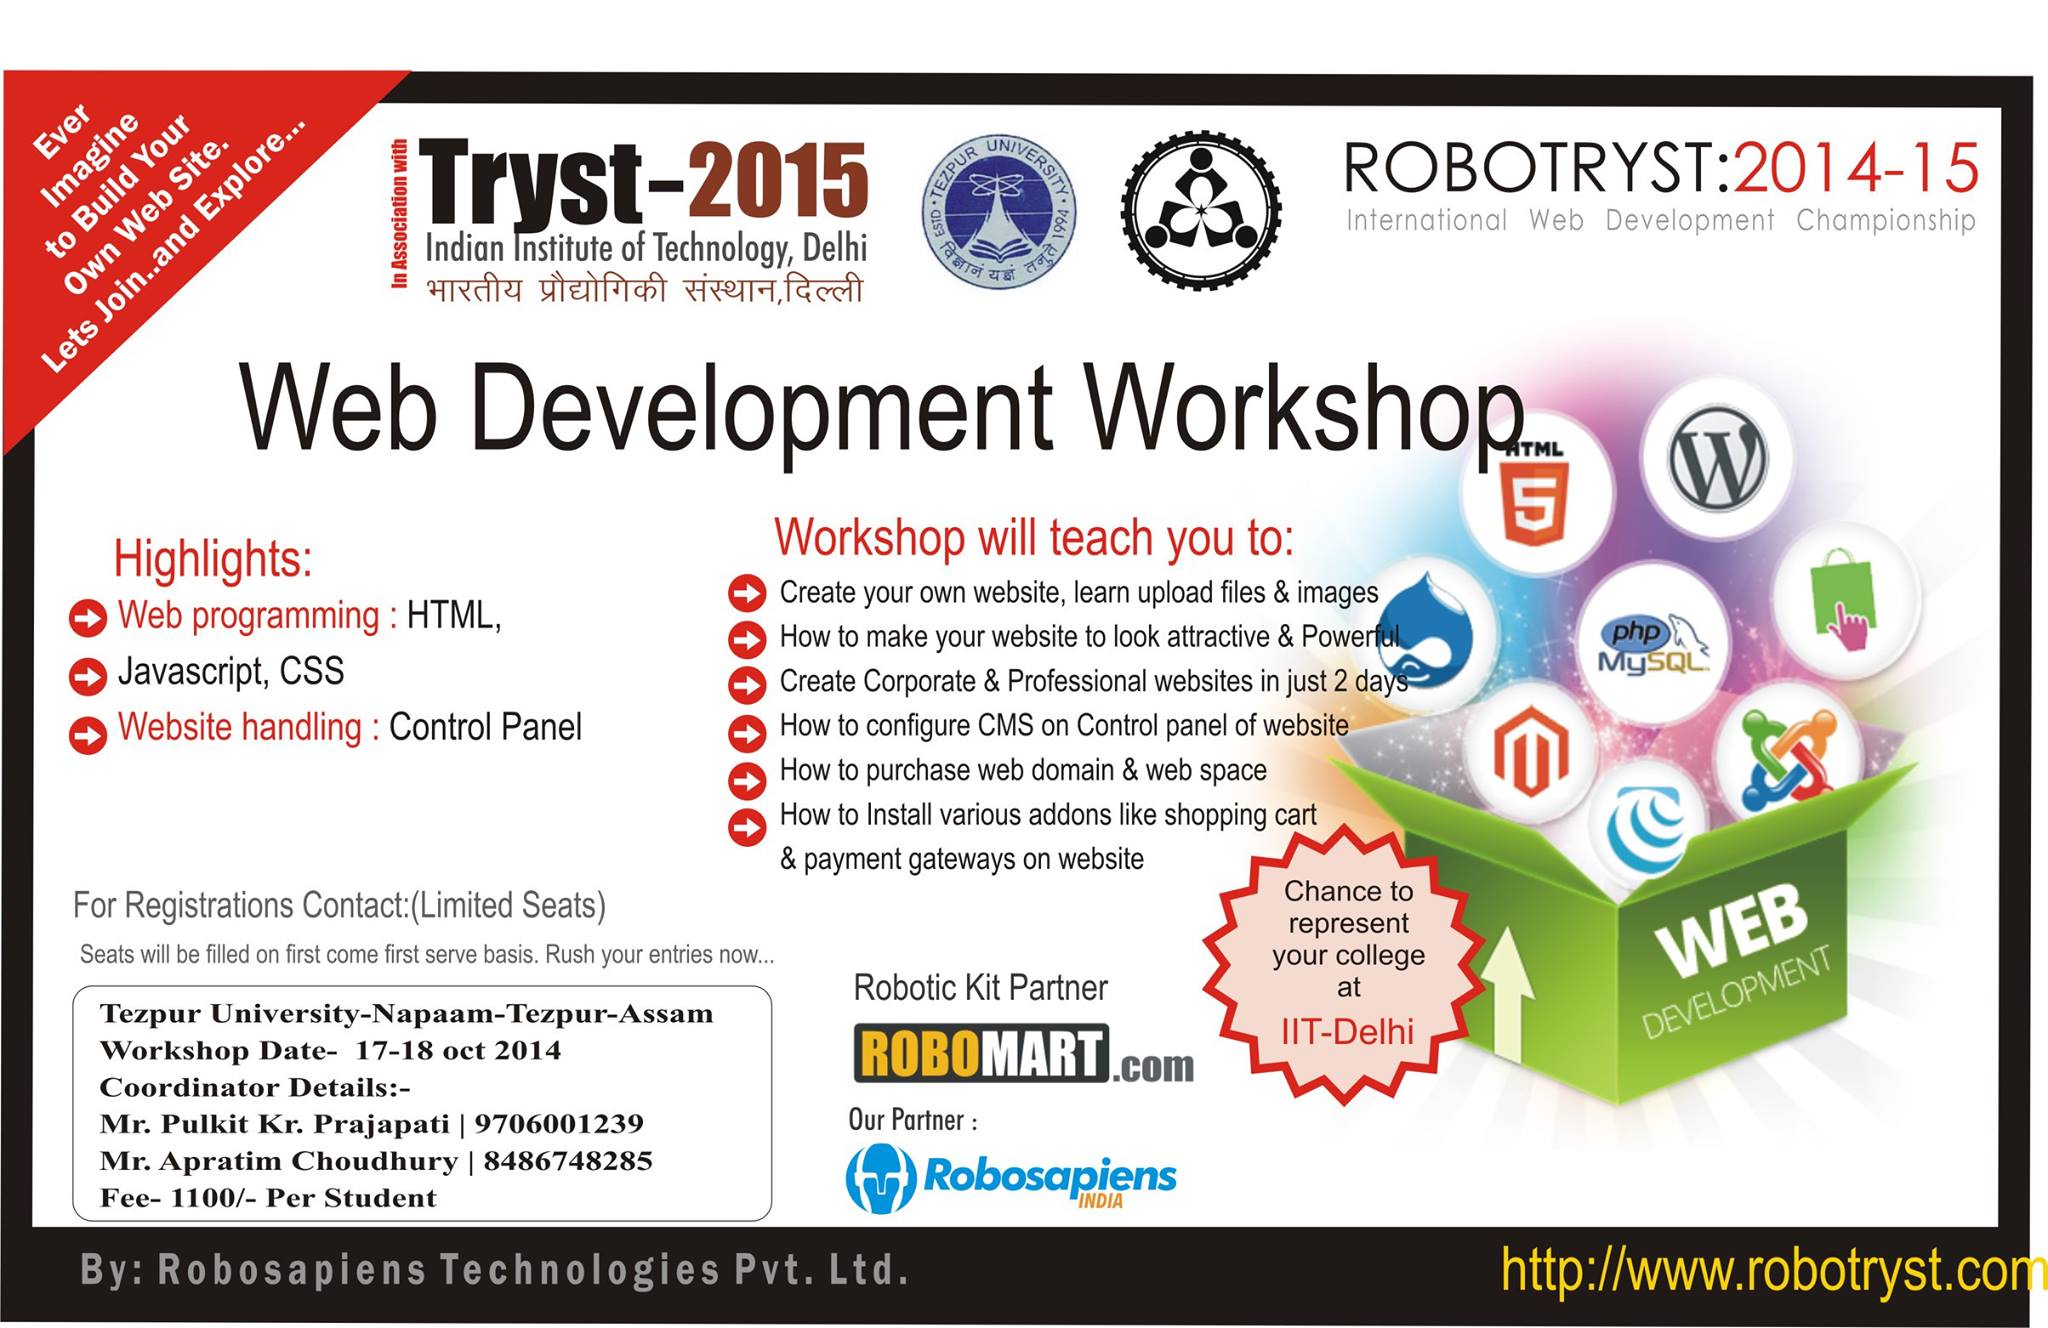 Ever
Imagine
to Build Your
Own Web Site.
Lets Join..and Explore...
In Association with
Tryst-2015
Indian Institute of Technology, Delhi
भारतीय प्रौद्योगिकी संस्थान,दिल्ली
TEZPUR UNIVERSITY
ESTD 1994
विज्ञानं यज्ञं तनुते
ROBOTRYST:2014-15
International Web Development Championship
Web Development Workshop
HTML
5
W
php
MySQL
Highlights:
Web programming : HTML,
Javascript, CSS
Website handling : Control Panel
Workshop will teach you to:
Create your own website, learn upload files & images
How to make your website to look attractive & Powerful
Create Corporate & Professional websites in just 2 days
How to configure CMS on Control panel of website
How to purchase web domain & web space
How to Install various addons like shopping cart
& payment gateways on website
For Registrations Contact:(Limited Seats)
Seats will be filled on first come first serve basis. Rush your entries now...
Tezpur University-Napaam-Tezpur-Assam
Workshop Date- 17-18 oct 2014
Coordinator Details:-
Mr. Pulkit Kr. Prajapati | 9706001239
Mr. Apratim Choudhury | 8486748285
Fee- 1100/- Per Student
Robotic Kit Partner
ROBOMART.com
Our Partner :
Robosapiens
INDIA
Chance to
represent
your college
at
IIT-Delhi
WEB
DEVELOPMENT
By: Robosapiens Technologies Pvt. Ltd.
http://www.robotryst.com